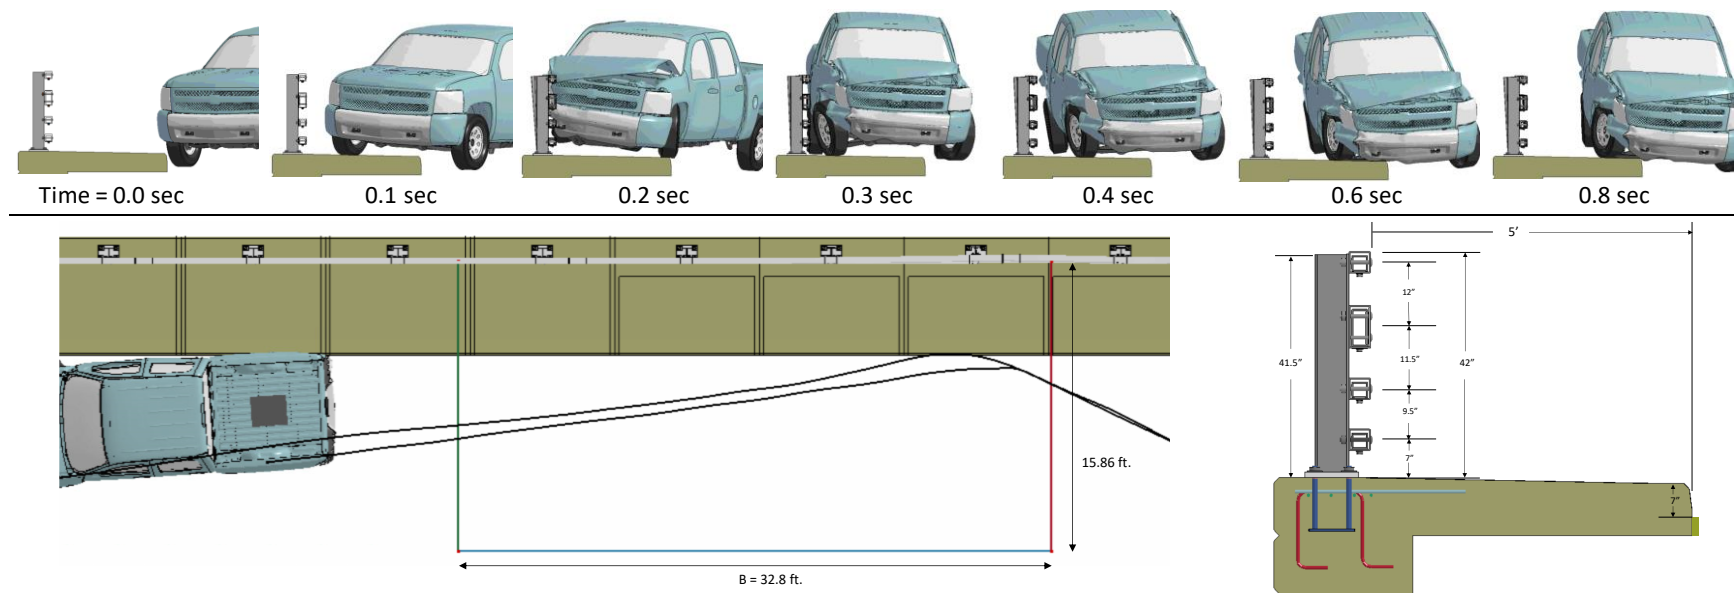 Time = 0.0 sec
0.1 sec
0.2 sec
0.3 sec
0.4 sec
0.6 sec
0.8 sec
5’
12”
11.5”
41.5”
42”
9.5”
7”
7”
15.86 ft.
B = 32.8 ft.